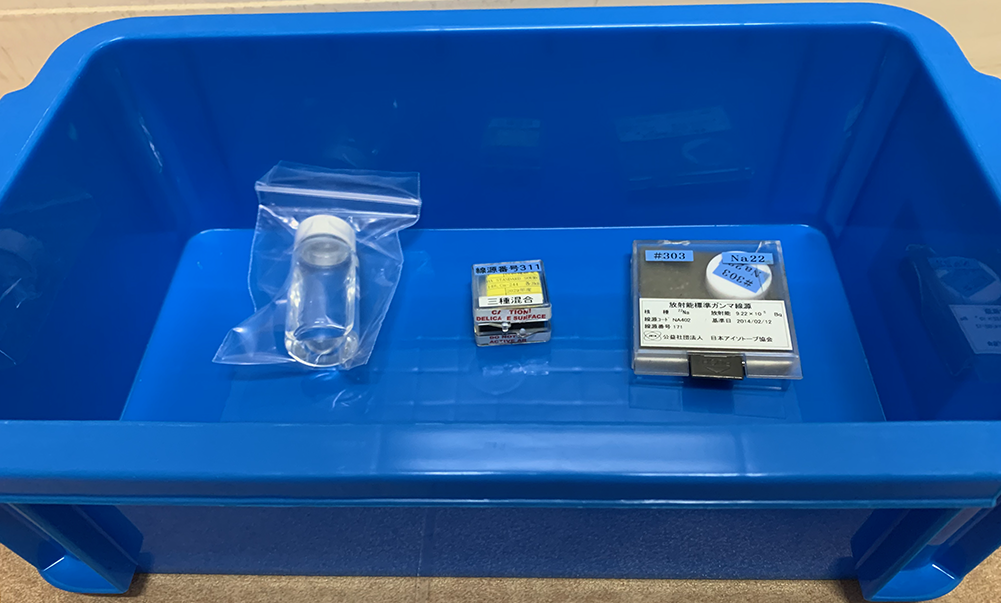 線源番号311
三種混合
CAUTION!
DELICATE SURFACE
#303
Na22
#303
放射能標準ガンマ線源
核 種 ²²Na 放射能 9.22×10⁵ Bq
線源コード NA402 基準日 2014/02/12
線源番号 171
公益社団法人 日本アイソトープ協会